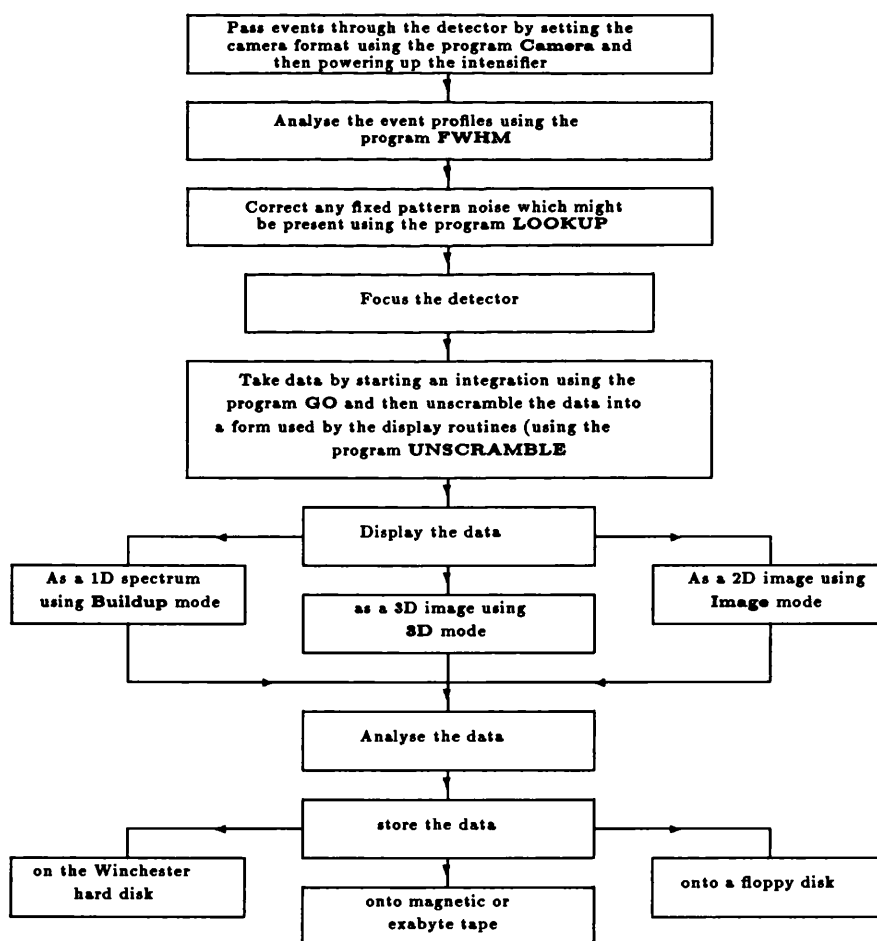 Pass events through the detector by setting the
camera format using the program Camera and
then powering up the intensifier
Analyse the event profiles using the
program FWHM
Correct any fixed pattern noise which might
be present using the program LOOKUP
Focus the detector
Take data by starting an integration using the
program GO and then unscramble the data into
a form used by the display routines (using the
program UNSCRAMBLE
Display the data
As a 1D spectrum
using Buildup mode
as a 3D image using
3D mode
As a 2D image using
Image mode
Analyse the data
store the data
on the Winchester
hard disk
onto magnetic or
exabyte tape
onto a floppy disk